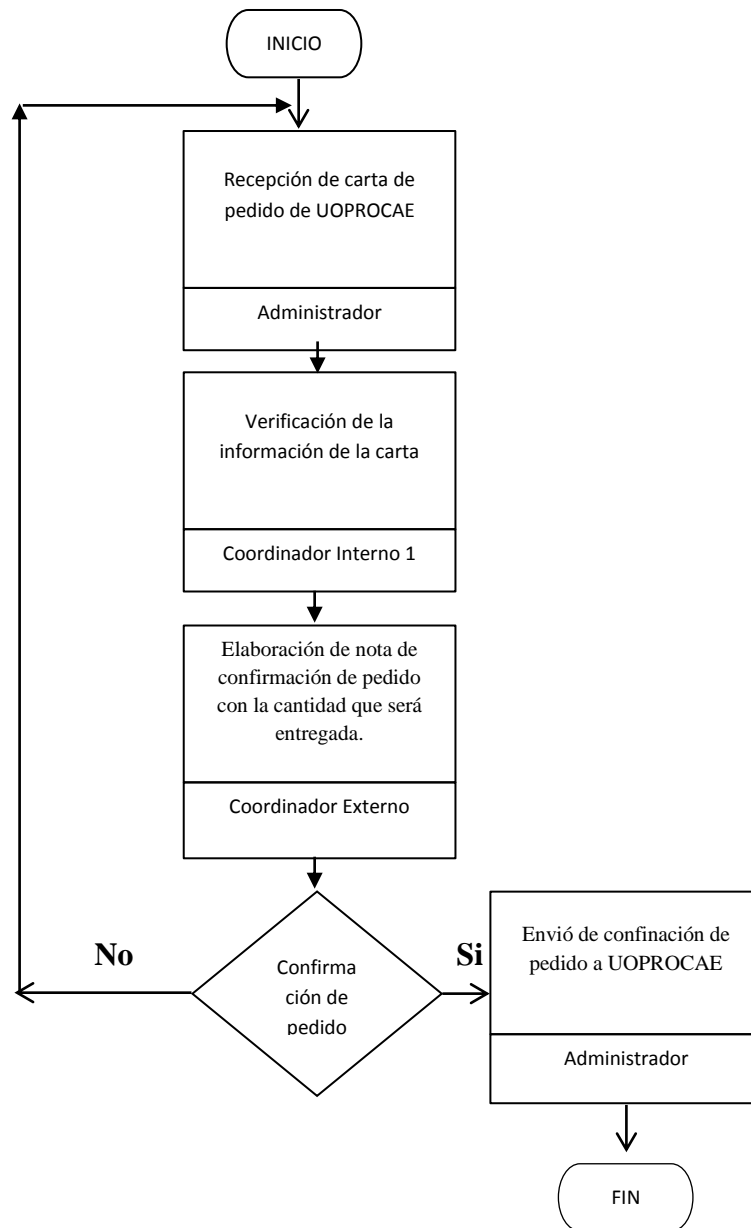 INICIO
Recepción de carta de
pedido de UOPROCAE
Administrador
Verificación de la
información de la carta
Coordinador Interno 1
Elaboración de nota de
confirmación de pedido
con la cantidad que será
entregada.
Coordinador Externo
No
Confirma
ción de
pedido
Si
Envió de confinación de
pedido a UOPROCAE
Administrador
FIN